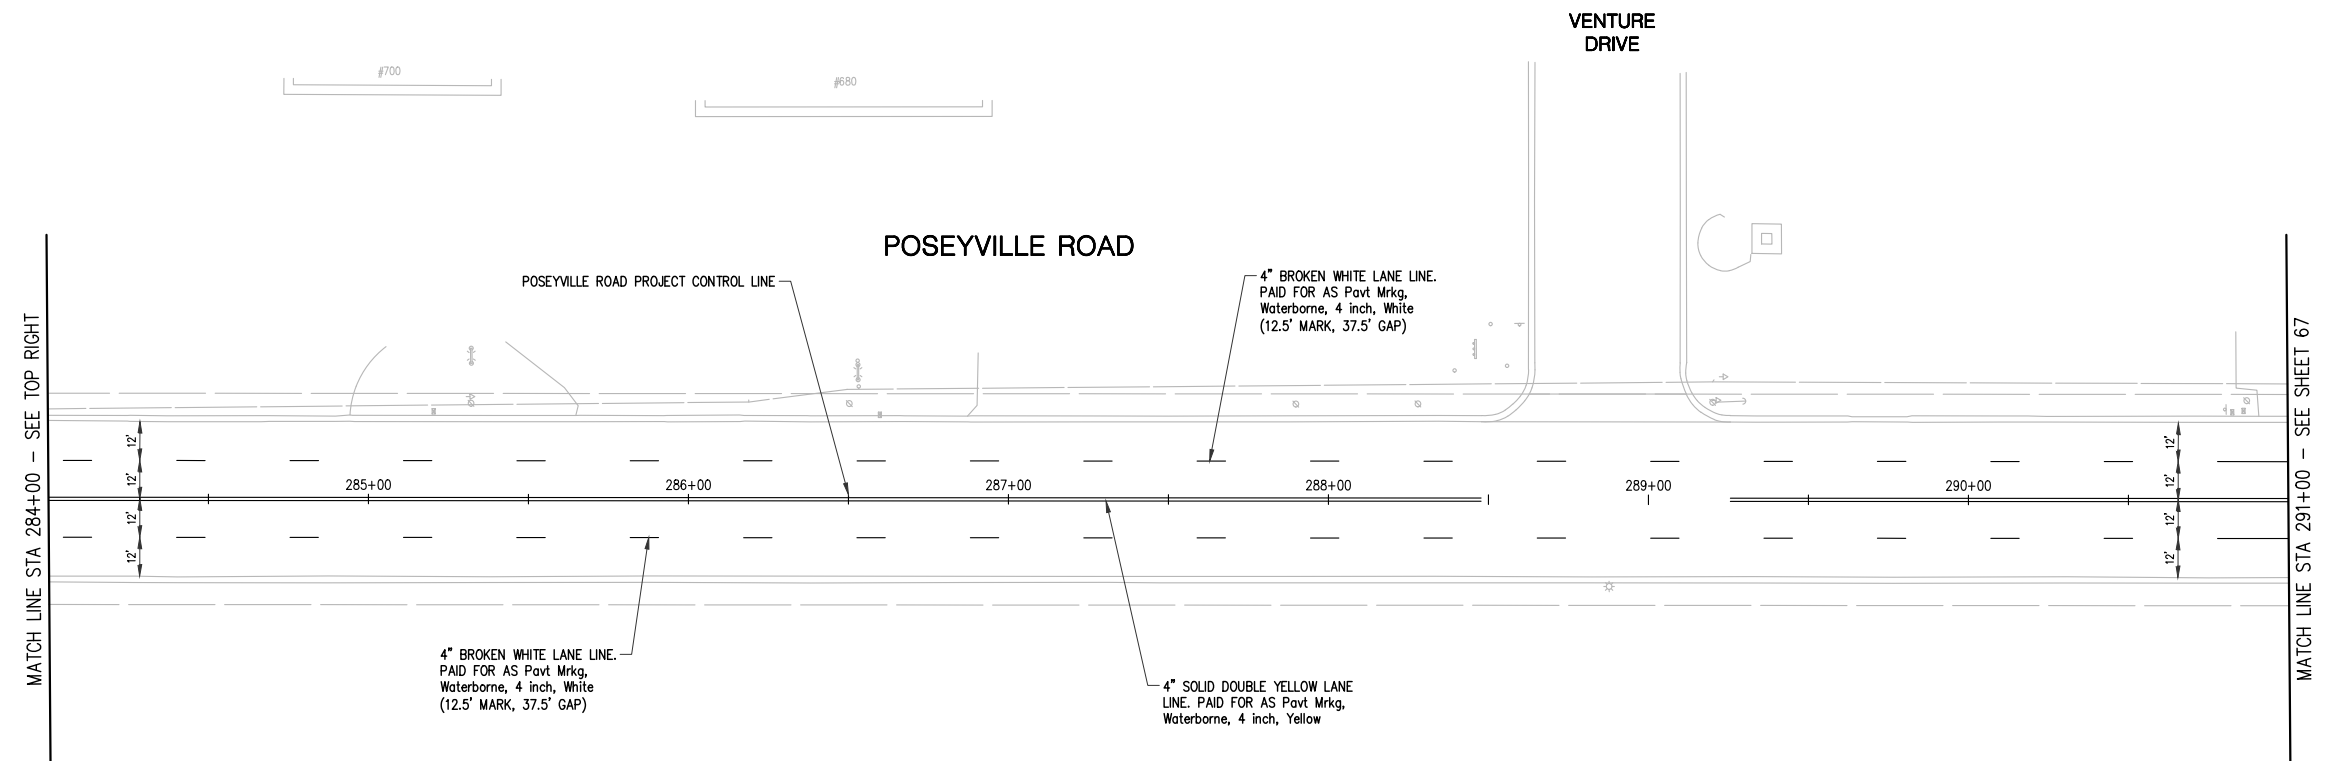 VENTURE
DRIVE
#700
#680
POSEYVILLE ROAD
POSEYVILLE ROAD PROJECT CONTROL LINE
4" BROKEN WHITE LANE LINE.
PAID FOR AS Pavt Mrkg,
Waterborne, 4 inch, White
(12.5' MARK, 37.5' GAP)
MATCH LINE STA 284+00 - SEE TOP RIGHT
12'
12'
12'
12'
285+00
286+00
287+00
288+00
289+00
290+00
12'
12'
12'
12'
MATCH LINE STA 291+00 - SEE SHEET 67
4" BROKEN WHITE LANE LINE.
PAID FOR AS Pavt Mrkg,
Waterborne, 4 inch, White
(12.5' MARK, 37.5' GAP)
4" SOLID DOUBLE YELLOW LANE
LINE. PAID FOR AS Pavt Mrkg,
Waterborne, 4 inch, Yellow